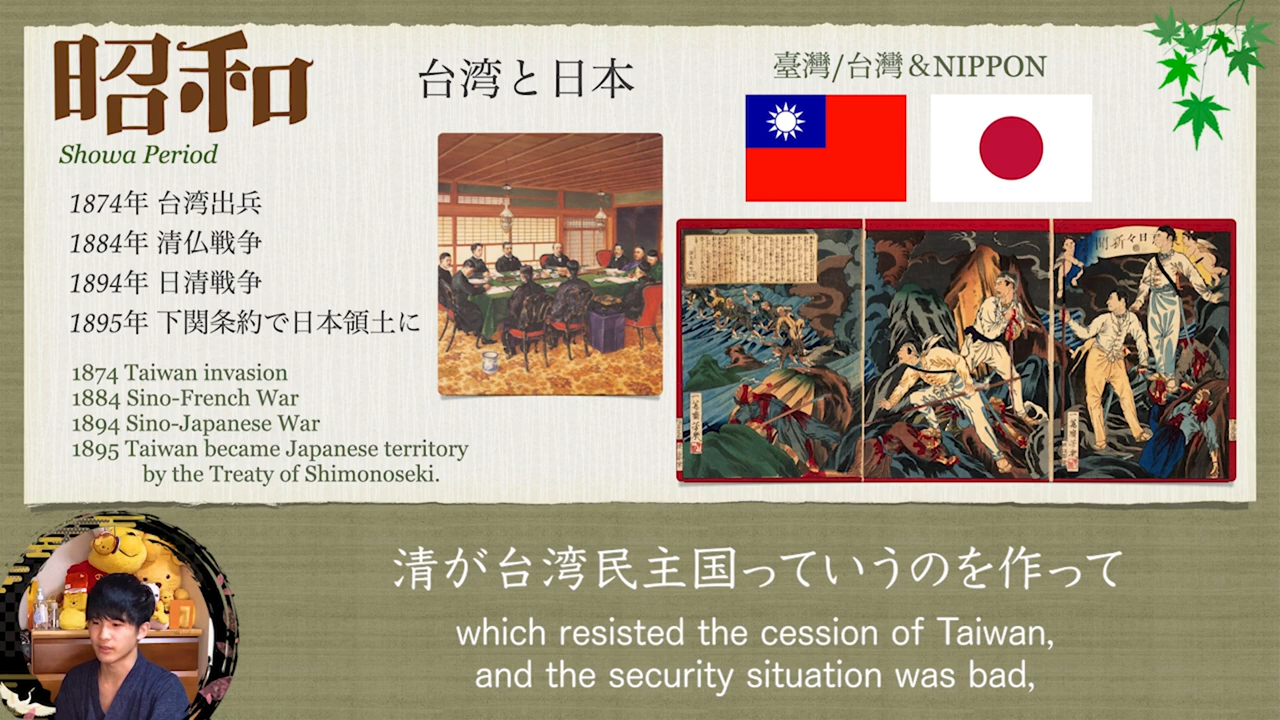 昭和
Showa Period
台湾と日本
臺灣/台灣&NIPPON
1874年 台湾出兵
1884年 清仏戦争
1894年 日清戦争
1895年 下関条約で日本領土に
1874 Taiwan invasion
1884 Sino-French War
1894 Sino-Japanese War
1895 Taiwan became Japanese territory
by the Treaty of Shimonoseki.
清が台湾民主国っていうのを作って
which resisted the cession of Taiwan,
and the security situation was bad,